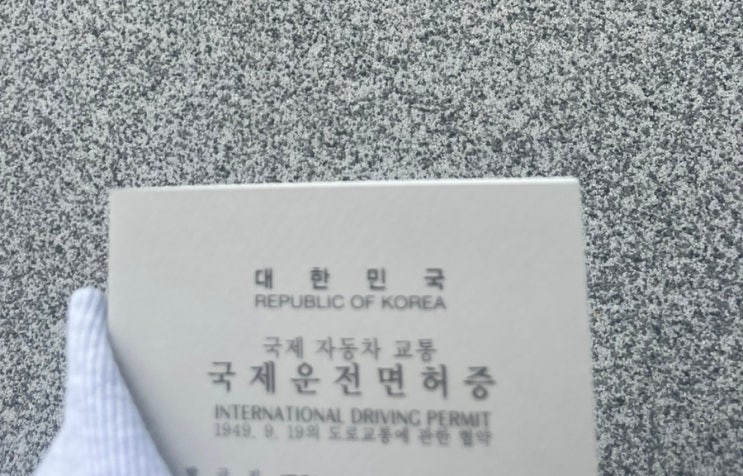 대한민국
REPUBLIC OF KOREA
국제 자동차 교통
국제운전면허증
INTERNATIONAL DRIVING PERMIT
1949. 9. 19의 도로교통에 관한 협약